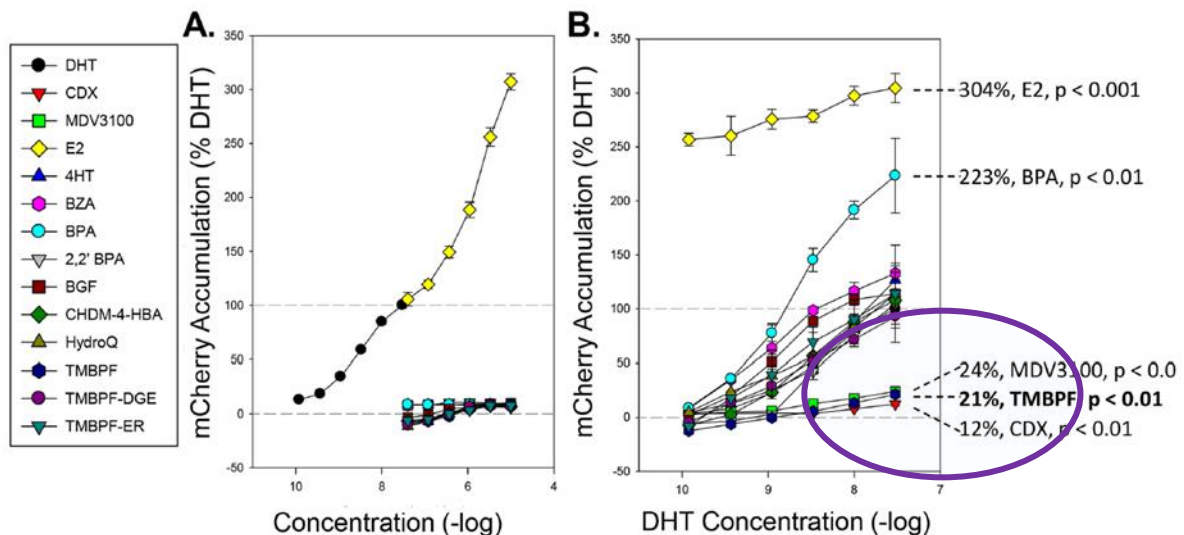 A.
B.
DHT
CDX
MDV3100
E2
4HT
BZA
BPA
2,2' BPA
BGF
CHDM-4-HBA
HydroQ
TMBPF
TMBPF-DGE
TMBPF-ER
mCherry Accumulation (% DHT)
350
300
250
200
150
100
50
0
-50
10
8
6
4
Concentration (-log)
mCherry Accumulation (% DHT)
350
300
250
200
150
100
50
0
-50
10
9
8
7
DHT Concentration (-log)
304%, E2, p < 0.001
223%, BPA, p < 0.01
24%, MDV3100, p < 0.0
21%, TMBPF, p < 0.01
12%, CDX, p < 0.01